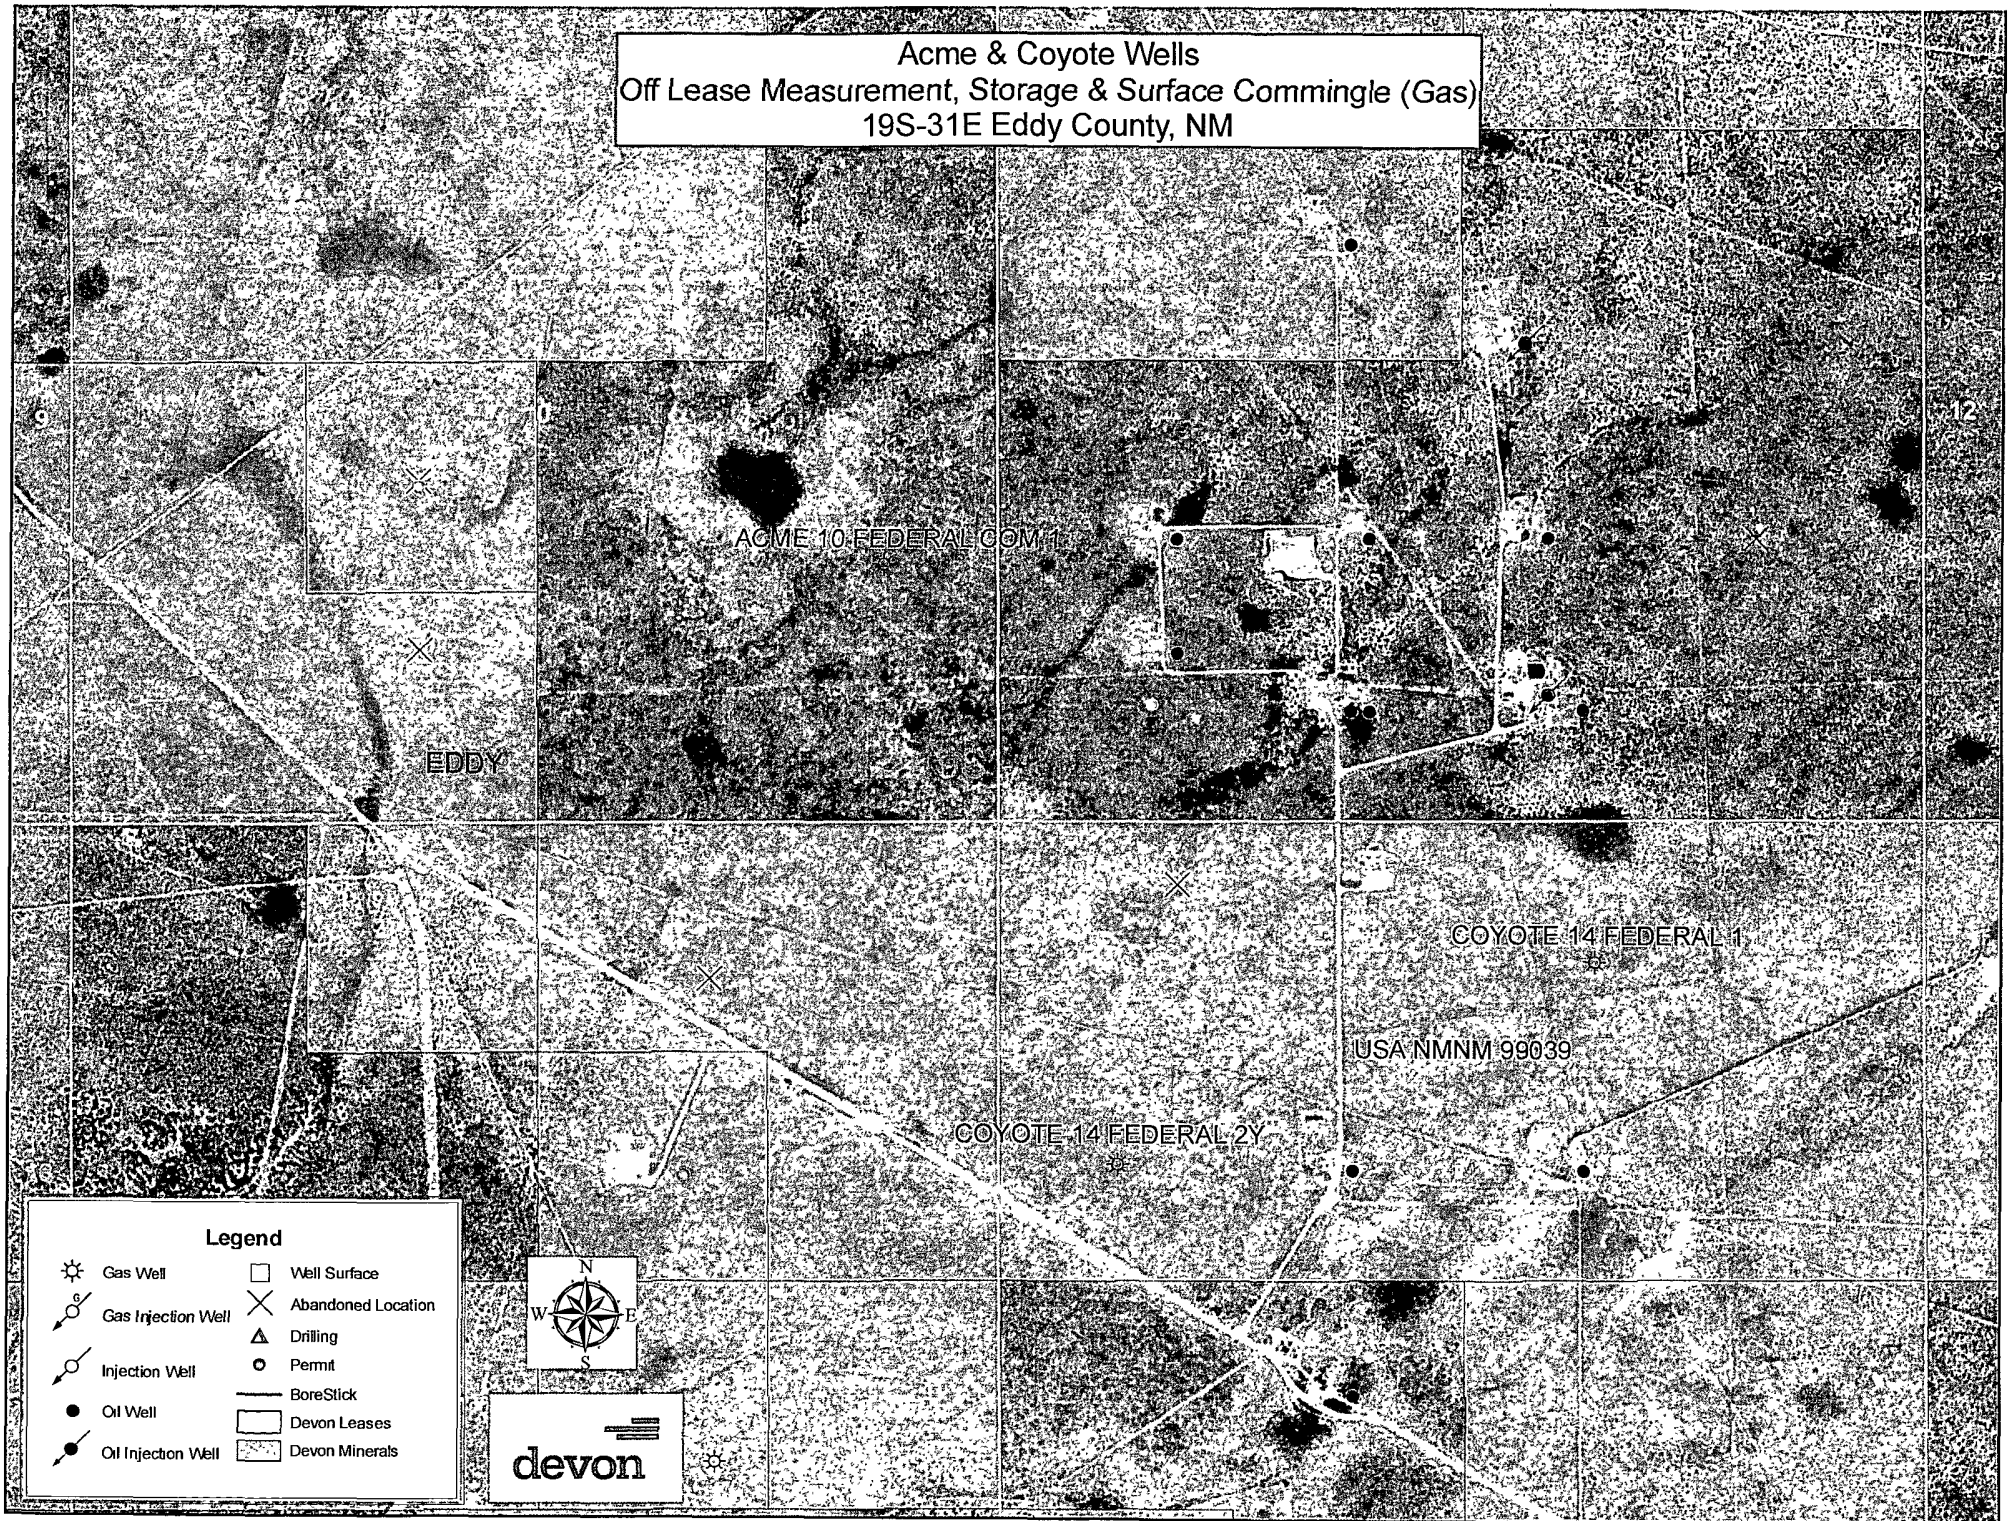 Acme & Coyote Wells
Off Lease Measurement, Storage & Surface Commingle (Gas)
19S-31E Eddy County, NM
9
11
12
ACME 10 FEDERAL COM 1
EDDY
COYOTE 14 FEDERAL 1
USA NMNM 99039
COYOTE 14 FEDERAL 2Y
Legend
Gas Well
G
Gas Injection Well
Injection Well
Oil Well
Oil Injection Well
Well Surface
Abandoned Location
Drilling
Permit
BoreStick
Devon Leases
Devon Minerals
N
W E
S
devon